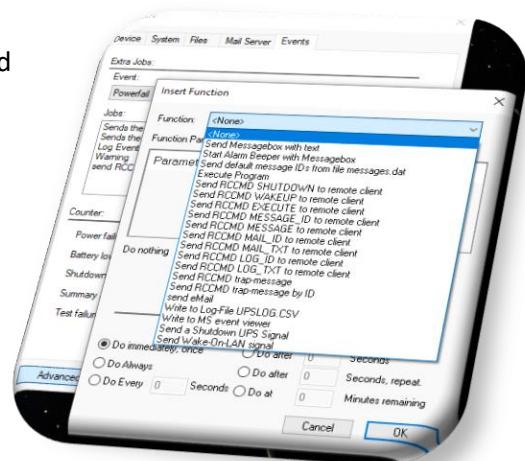 d
Device System Files Mail Server Events
Extra Jobs:
Event:
Powerfail
Jobs:
Sends the
Sends the
Log Event
Warning
send RCC
Counter:
Power fail
Battery lov
Shutdown
Summary
Test failur
Advanced
Insert Function
Function: <None>
Function Pa
Paramet
<None>
Send Messagebox with text
Start Alarm Beeper with Messagebox
Send default message IDs from file messages.dat
Execute Program
Send RCCMD SHUTDOWN to remote client
Send RCCMD WAKEUP to remote client
Send RCCMD EXECUTE to remote client
Send RCCMD MESSAGE_ID to remote client
Send RCCMD MESSAGE to remote client
Send RCCMD MAIL_ID to remote client
Send RCCMD MAIL_TXT to remote client
Send RCCMD LOG_ID to remote client
Send RCCMD LOG_TXT to remote client
Send RCCMD trap-message
Send RCCMD trap-message by ID
send eMail
Write to Log-File UPSLOG.CSV
Write to MS event viewer
Send a Shutdown UPS Signal
Send Wake-On-LAN signal
Do nothing
Do immediately, once Do after 0 Seconds
Do Always Do after 0 Seconds, repeat.
Do Every 0 Seconds Do at 0 Minutes remaining
Cancel OK